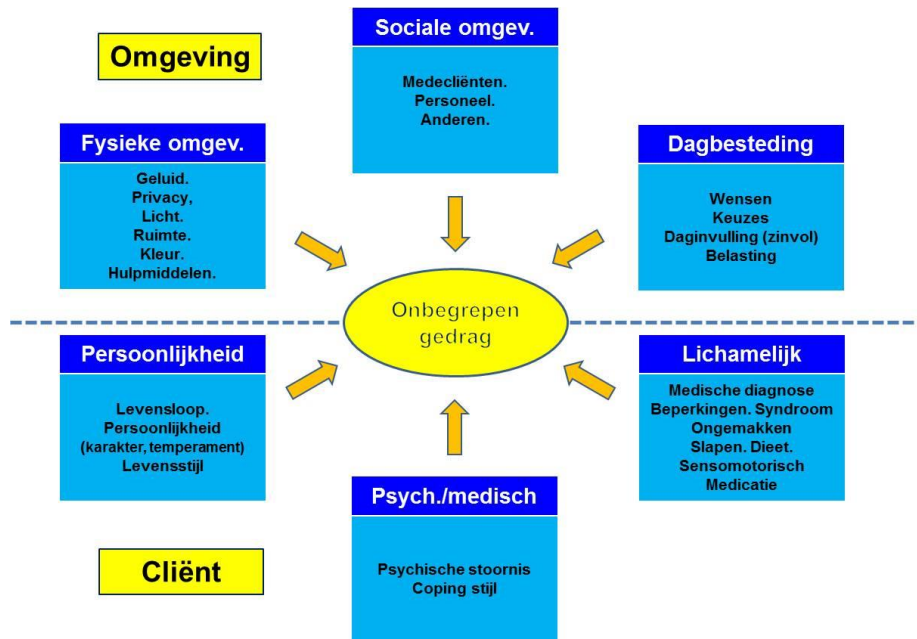 Omgeving
Sociale omgev.
Medecliënten.
Personeel.
Anderen.
Fysieke omgev.
Geluid.
Privacy,
Licht.
Ruimte.
Kleur.
Hulpmiddelen.
Dagbesteding
Wensen
Keuzes
Daginvulling (zinvol)
Belasting
Onbegrepen
gedrag
Persoonlijkheid
Levensloop.
Persoonlijkheid
(karakter, temperament)
Levensstijl
Psych./medisch
Psychische stoornis
Coping stijl
Lichamelijk
Medische diagnose
Beperkingen. Syndroom
Ongemakken
Slapen. Dieet.
Sensomotorisch
Medicatie
Cliënt